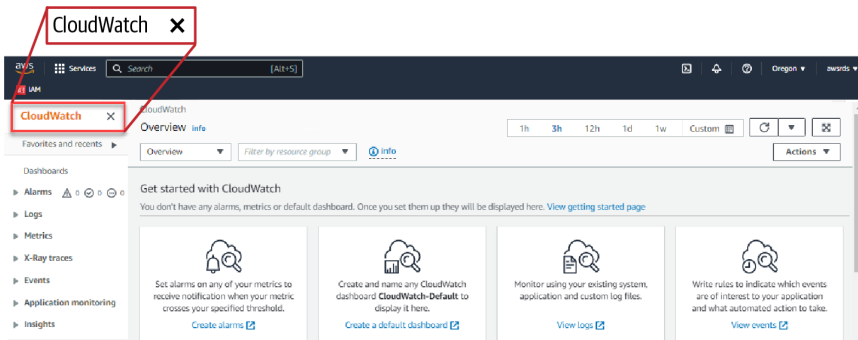 CloudWatch ×
aws Services Search [Alt+S] Oregon ▼ awsrds ▼
IAM
CloudWatch ×
Favorites and recents ▶
Dashboards
▶ Alarms 0 0 0
▶ Logs
▶ Metrics
▶ X-Ray traces
▶ Events
▶ Application monitoring
▶ Insights
CloudWatch
Overview Info
1h 3h 12h 1d 1w Custom
Overview ▼ Filter by resource group ▼ Info
Actions ▼
Get started with CloudWatch
You don't have any alarms, metrics or default dashboard. Once you set them up they will be displayed here. View getting started page
Set alarms on any of your metrics to
receive notification when your metric
crosses your specified threshold.
Create alarms
Create and name any CloudWatch
dashboard CloudWatch-Default to
display it here.
Create a default dashboard
Monitor using your existing system,
application and custom log files.
View logs
Write rules to indicate which events
are of interest to your application
and what automated action to take.
View events